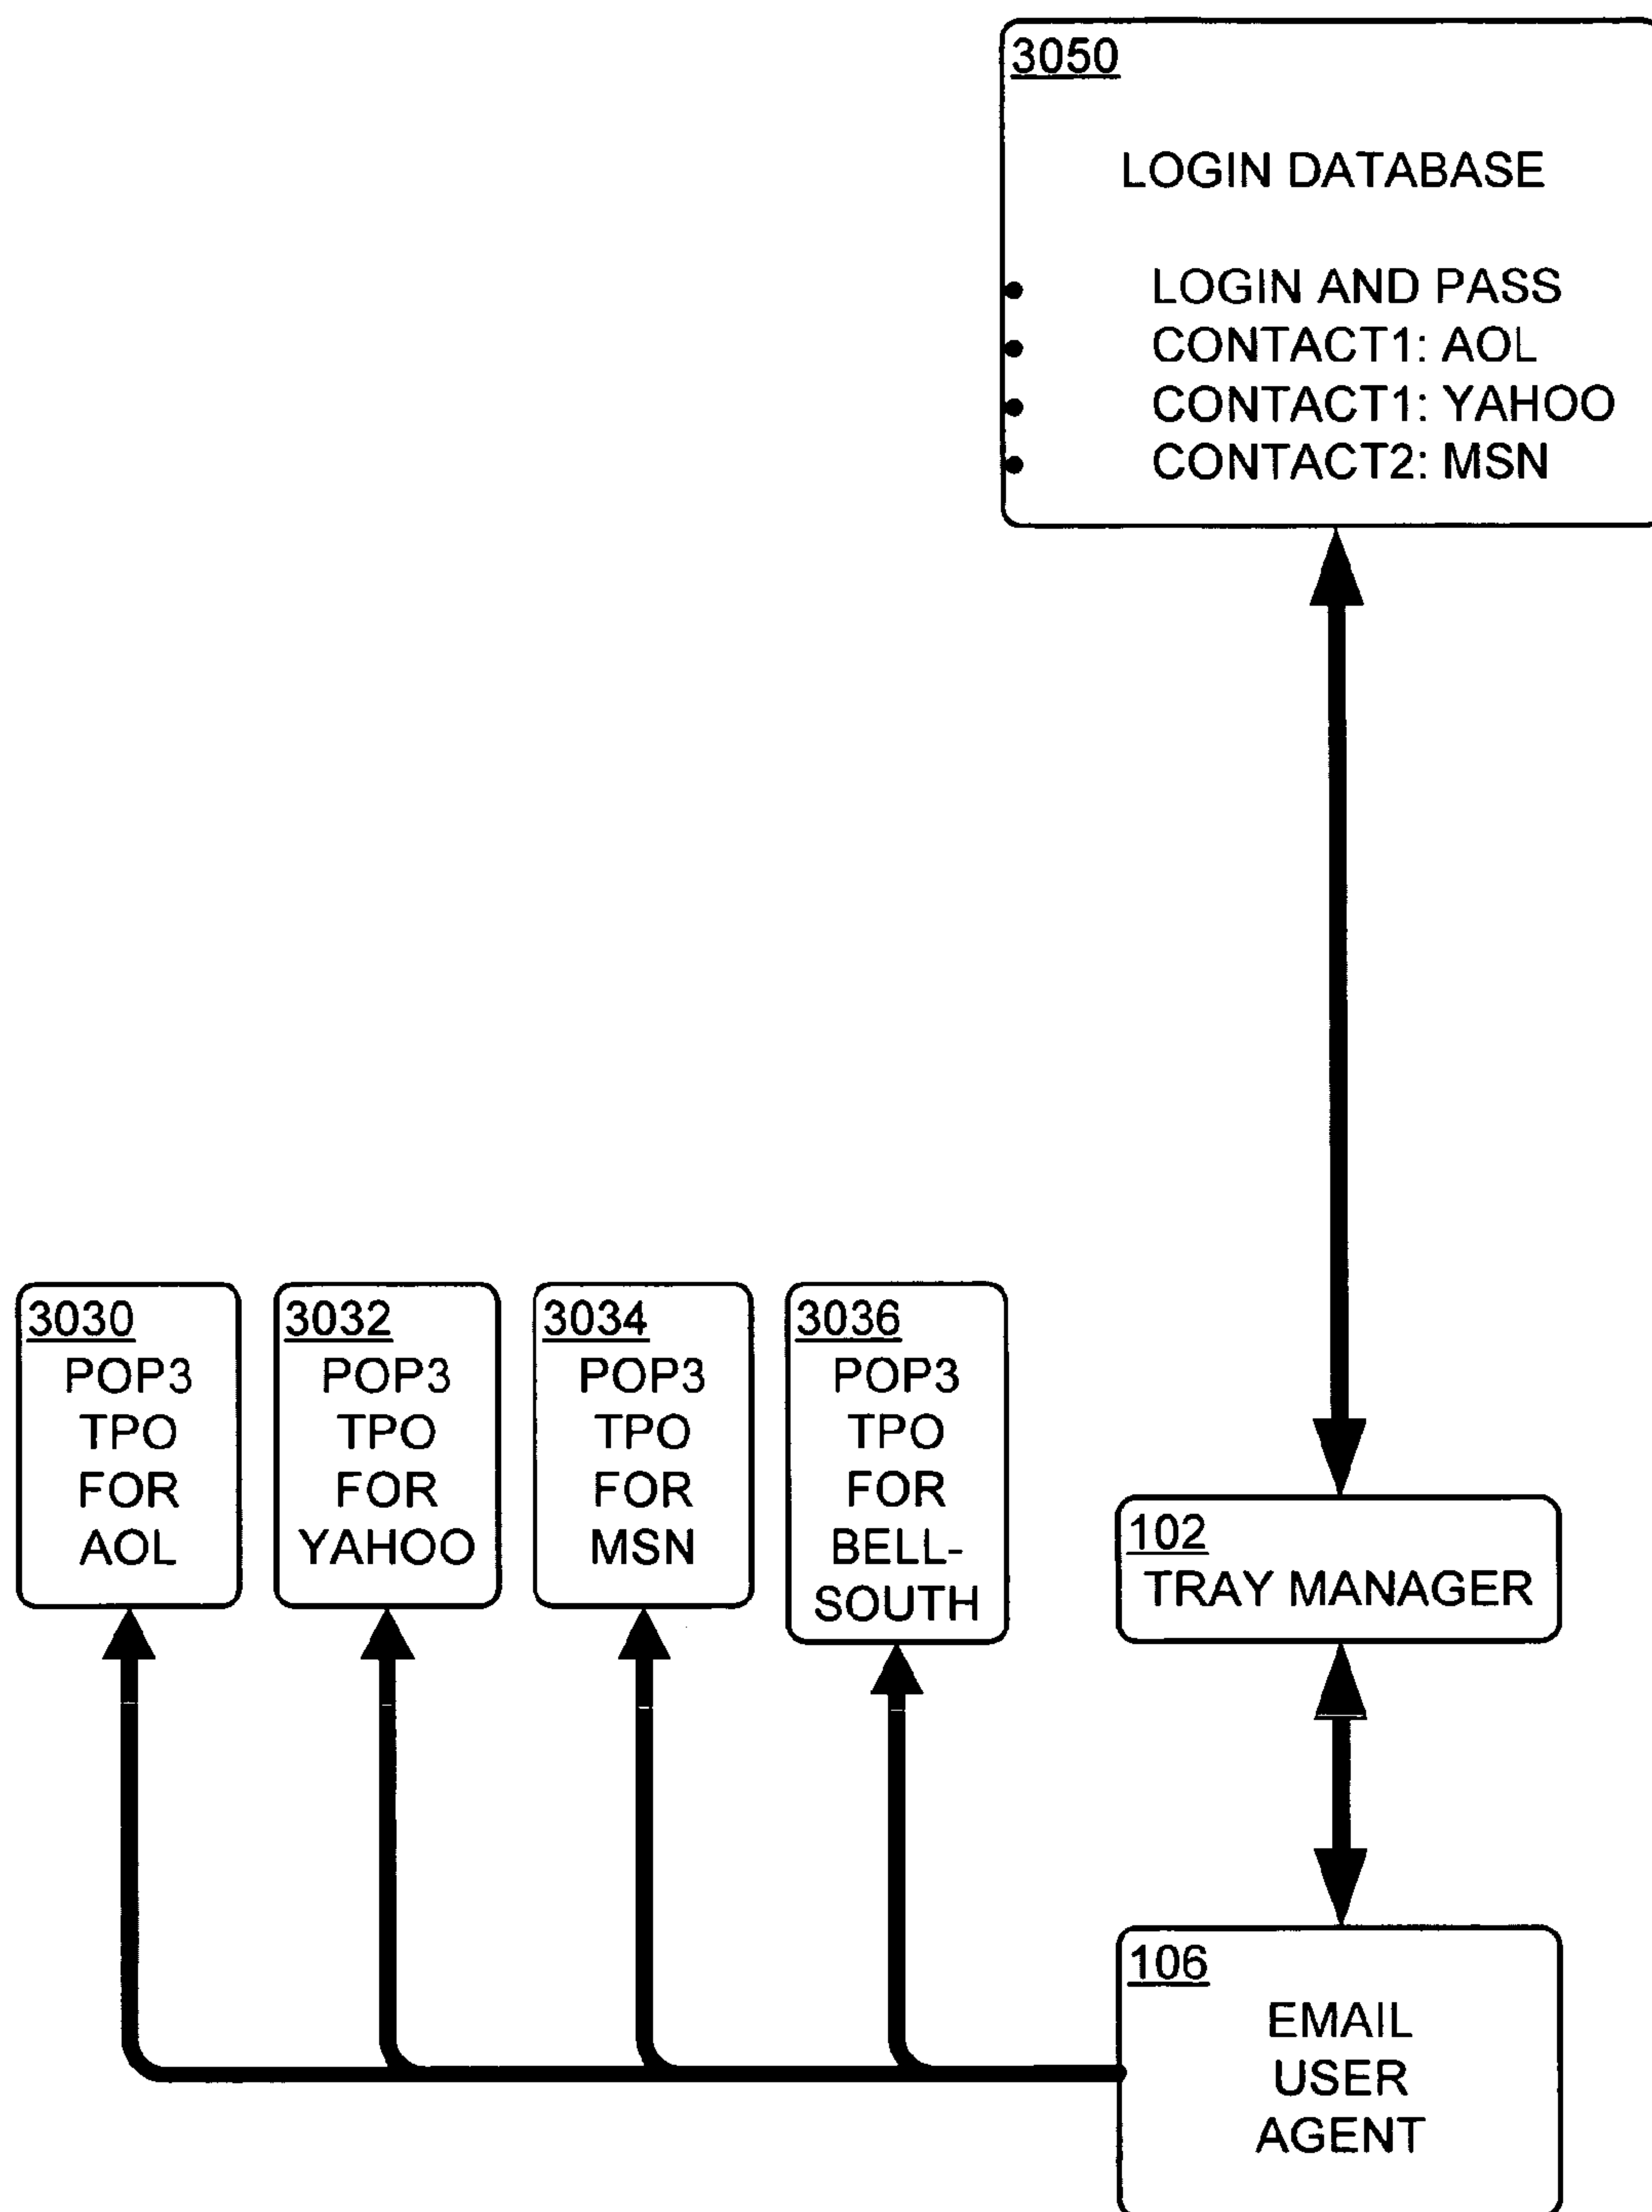 3050
LOGIN DATABASE
LOGIN AND PASS
CONTACT1: AOL
CONTACT1: YAHOO
CONTACT2: MSN
3030
POP3
TPO
FOR
AOL
3032
POP3
TPO
FOR
YAHOO
3034
POP3
TPO
FOR
MSN
3036
POP3
TPO
FOR
BELL-
SOUTH
102
TRAY MANAGER
106
EMAIL
USER
AGENT